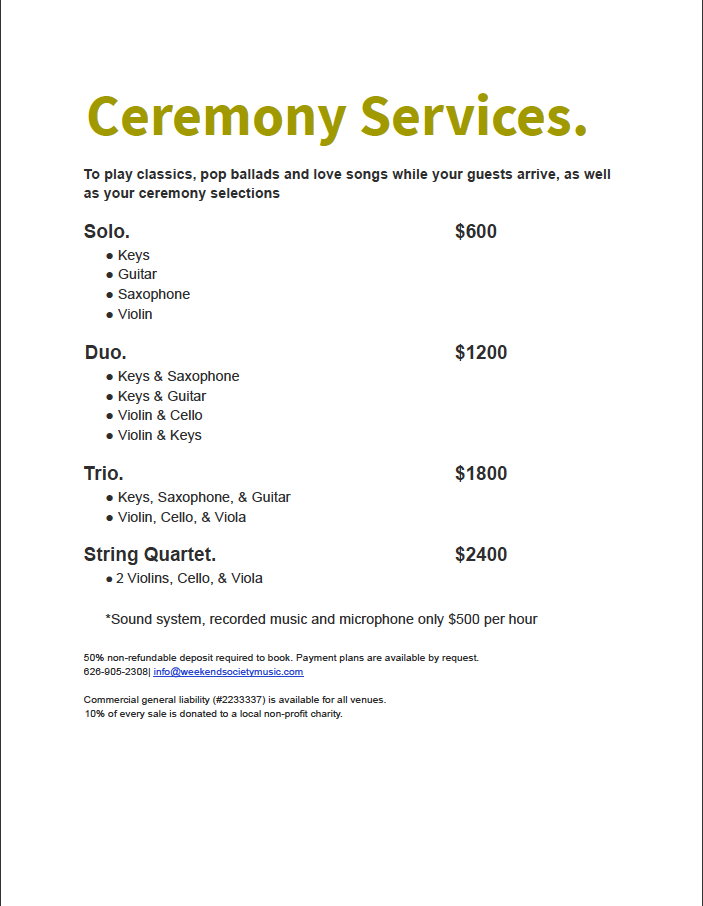 Ceremony Services.
To play classics, pop ballads and love songs while your guests arrive, as well
as your ceremony selections
Solo. $600
● Keys
● Guitar
● Saxophone
● Violin
Duo. $1200
● Keys & Saxophone
● Keys & Guitar
● Violin & Cello
● Violin & Keys
Trio. $1800
● Keys, Saxophone, & Guitar
● Violin, Cello, & Viola
String Quartet. $2400
● 2 Violins, Cello, & Viola
*Sound system, recorded music and microphone only $500 per hour
50% non-refundable deposit required to book. Payment plans are available by request.
626-905-2308| info@weekendsocietymusic.com
Commercial general liability (#2233337) is available for all venues.
10% of every sale is donated to a local non-profit charity.